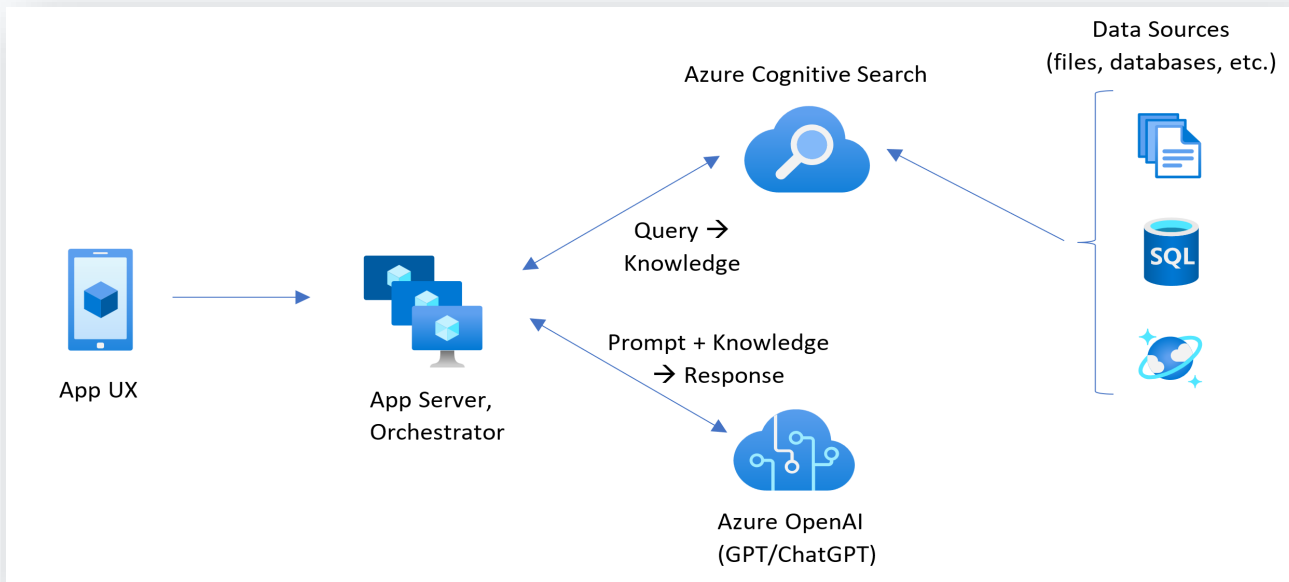 Data Sources
(files, databases, etc.)
Azure Cognitive Search
Query →
Knowledge
SQL
Prompt + Knowledge
→ Response
App UX
App Server,
Orchestrator
Azure OpenAI
(GPT/ChatGPT)